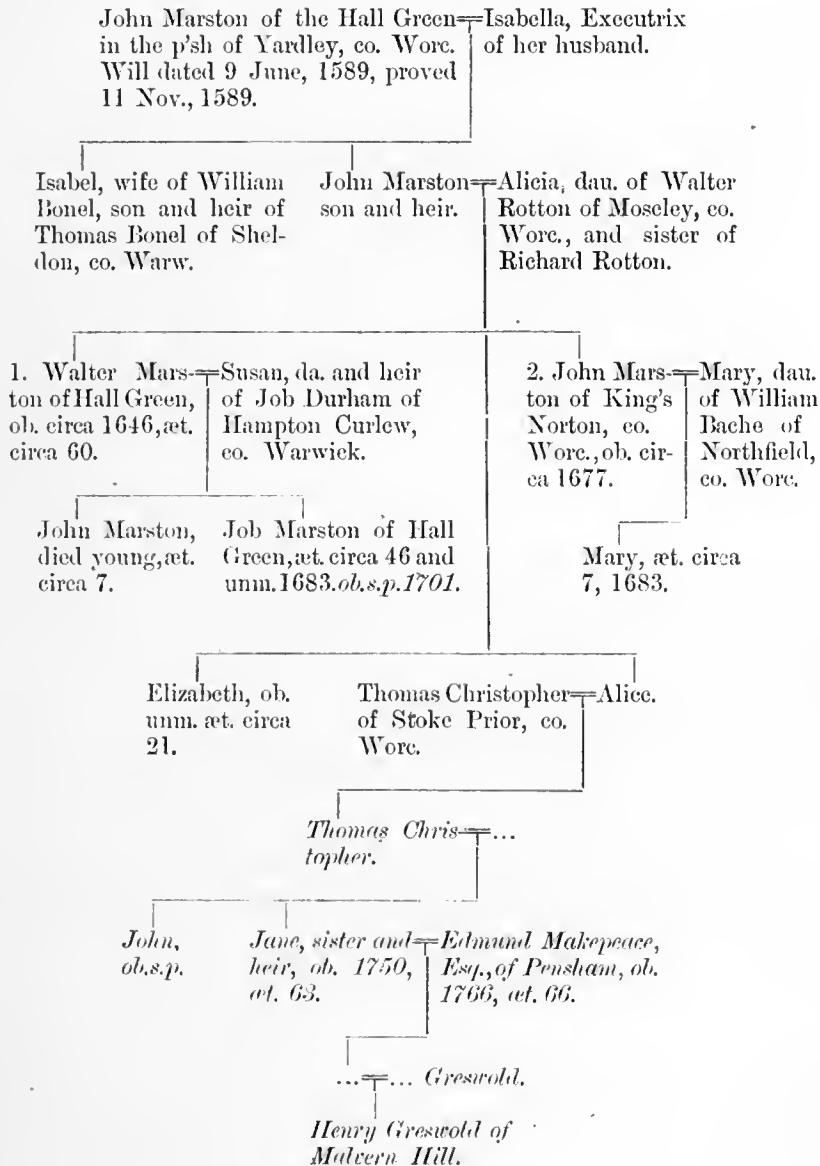 John Marston of the Hall Green
in the p'sh of Yardley, co. Worc.
Will dated 9 June, 1589, proved
11 Nov., 1589.
Isabella, Executrix
of her husband.
Isabel, wife of William
Bonel, son and heir of
Thomas Bonel of Shel-
don, co. Warw.
John Marston
son and heir.
Alicia, dau. of Walter
Rotton of Moseley, co.
Worc., and sister of
Richard Rotton.
1. Walter Mars-
ton of Hall Green,
ob. circa 1646, æt.
circa 60.
Susan, da. and heir
of Job Durham of
Hampton Curlew,
co. Warwick.
2. John Mars-
ton of King's
Norton, co.
Worc., ob. cir-
ca 1677.
Mary, dau.
of William
Bache of
Northfield,
co. Worc.
John Marston,
died young, æt.
circa 7.
Job Marston of Hall
Green, æt. circa 46 and
unm. 1683. ob. s.p. 1701.
Mary, æt. circa
7, 1683.
Elizabeth, ob.
unm. æt. circa
21.
Thomas Christopher
of Stoke Prior, co.
Worc.
Alice.
Thomas Chris-
topher.
...
John,
ob. s.p.
Jane, sister and
heir, ob. 1750,
æt. 63.
Edmund Makepeace,
Esq., of Pensham, ob.
1766, æt. 66.
... ... Greswold.
Henry Greswold of
Malvern Hill.